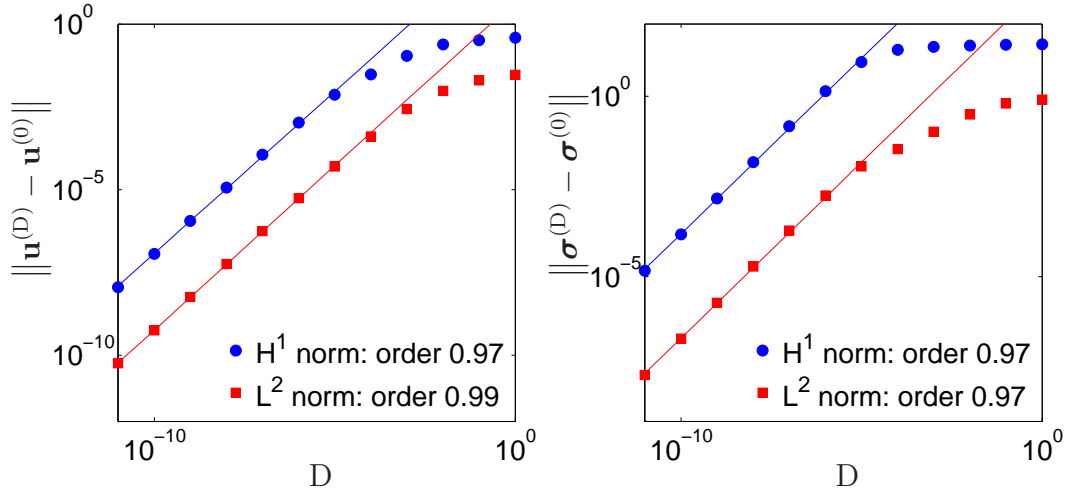 10^0
10^−5
10^−10
‖u^(D) − u^(0)‖
H^1 norm: order 0.97
L^2 norm: order 0.99
10^−10
10^0
D
10^0
10^−5
‖σ^(D) − σ^(0)‖
H^1 norm: order 0.97
L^2 norm: order 0.97
10^−10
10^0
D